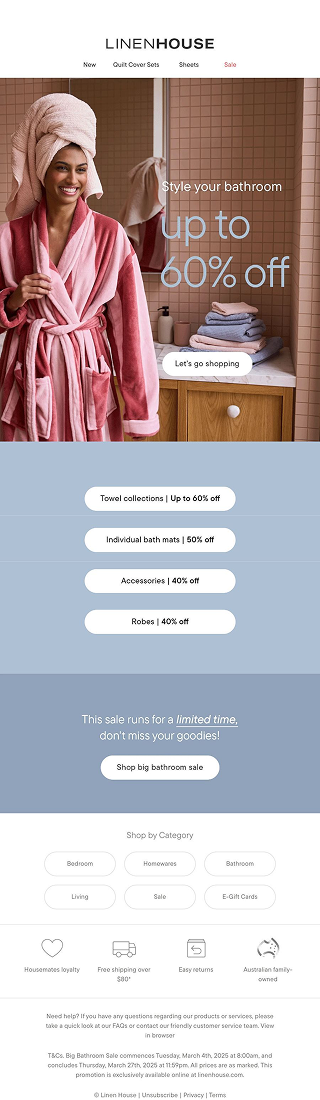 LINENHOUSE
New Quilt Cover Sets Sheets Sale
Style your bathroom
up to
60% off
Let's go shopping
Towel collections | Up to 60% off
Individual bath mats | 50% off
Accessories | 40% off
Robes | 40% off
This sale runs for a limited time,
don't miss your goodies!
Shop big bathroom sale
Shop by Category
Bedroom Homewares Bathroom
Living Sale E-Gift Cards
Housemates loyalty Free shipping over Easy returns Australian family-
$80* owned
Need help? If you have any questions regarding our products or services, please
take a quick look at our FAQs or contact our friendly customer service team. View
in browser
T&Cs. Big Bathroom Sale commences Tuesday, March 4th, 2025 at 8:00am, and
concludes Thursday, March 27th, 2025 at 11:59pm. All prices are as marked. This
promotion is exclusively available online at linenhouse.com.
© Linen House | Unsubscribe | Privacy | Terms